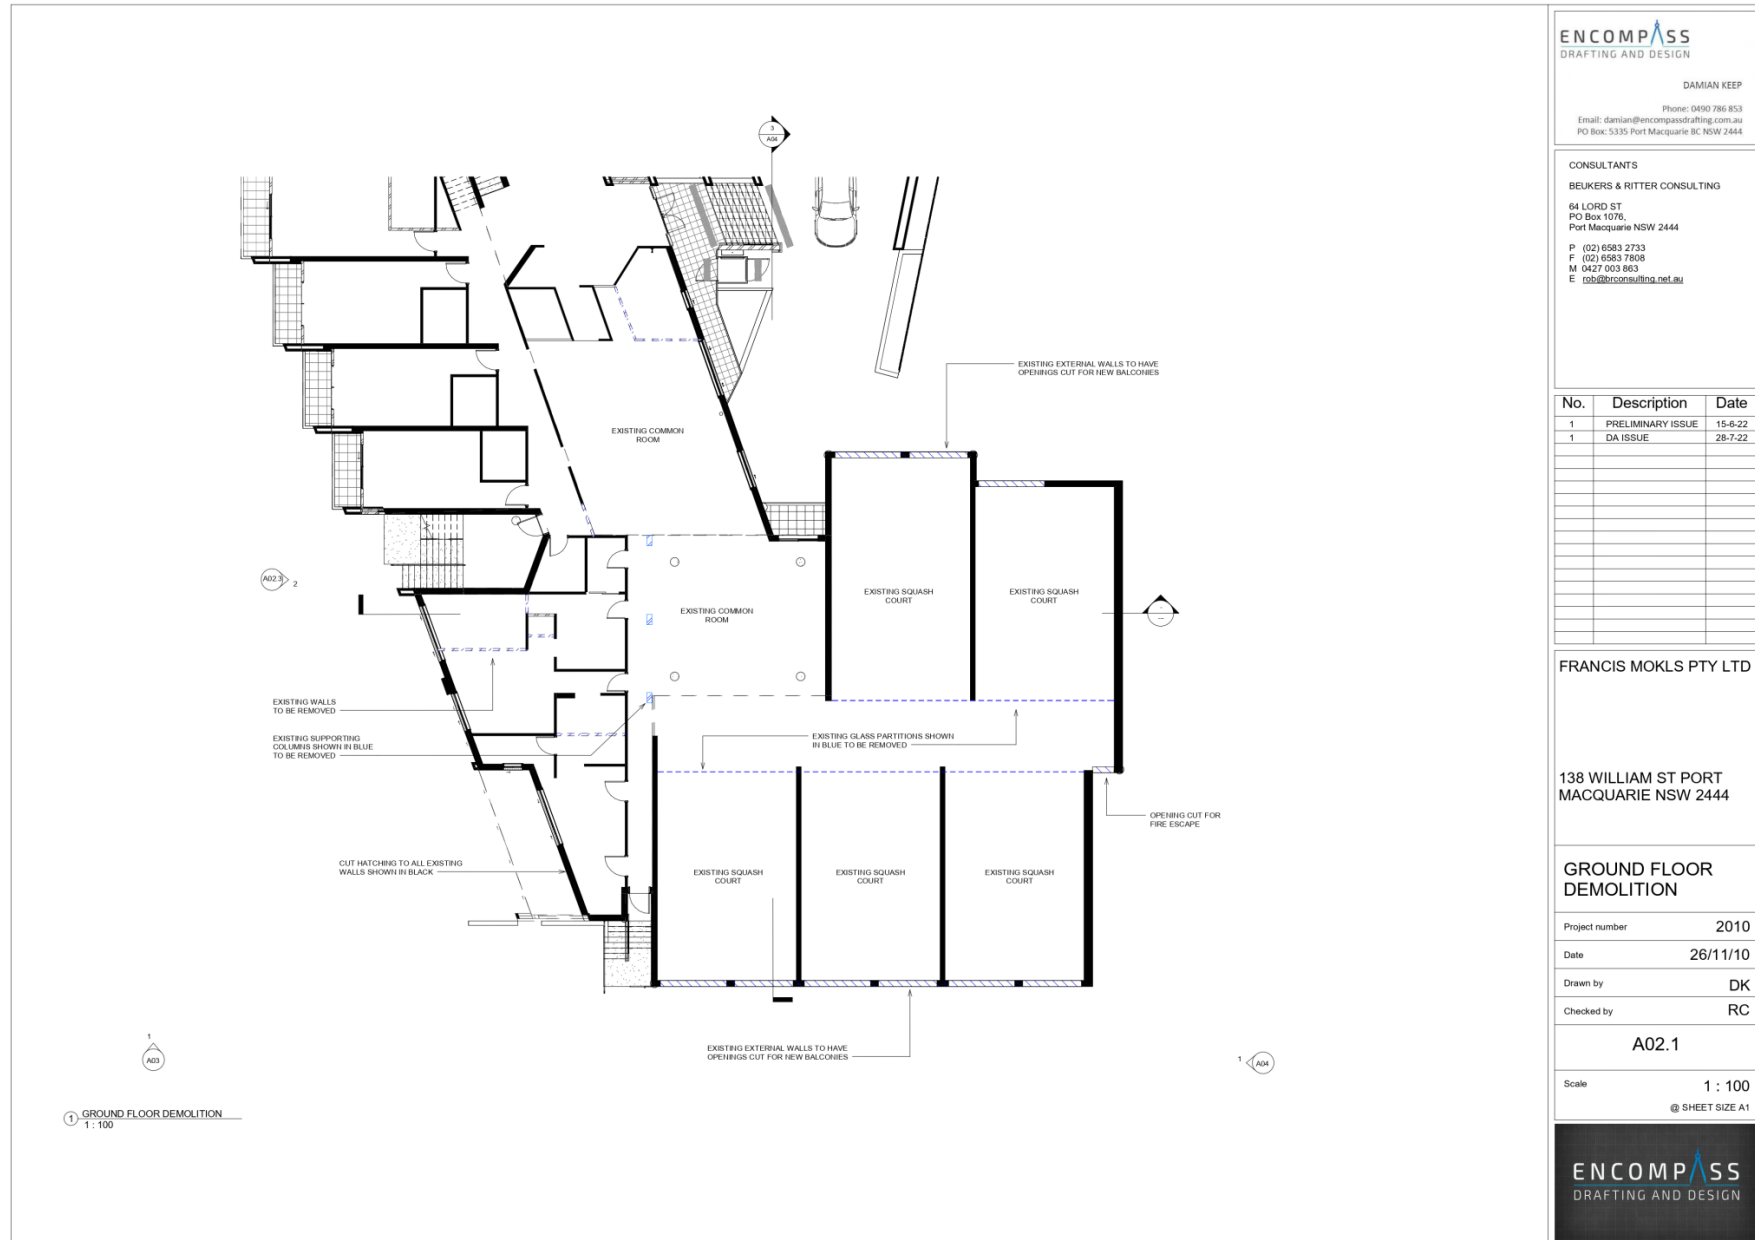 3
A04
EXISTING EXTERNAL WALLS TO HAVE
OPENINGS CUT FOR NEW BALCONIES
EXISTING COMMON
ROOM
A02.3
2
EXISTING SQUASH
COURT
EXISTING SQUASH
COURT
EXISTING COMMON
ROOM
EXISTING WALLS
TO BE REMOVED
EXISTING SUPPORTING
COLUMNS SHOWN IN BLUE
TO BE REMOVED
EXISTING GLASS PARTITIONS SHOWN
IN BLUE TO BE REMOVED
OPENING CUT FOR
FIRE ESCAPE
CUT HATCHING TO ALL EXISTING
WALLS SHOWN IN BLACK
EXISTING SQUASH
COURT
EXISTING SQUASH
COURT
EXISTING SQUASH
COURT
EXISTING EXTERNAL WALLS TO HAVE
OPENINGS CUT FOR NEW BALCONIES
1
A03
1
A04
1 GROUND FLOOR DEMOLITION
1 : 100
ENCOMPASS
DRAFTING AND DESIGN
DAMIAN KEEP
Phone: 0490 786 853
Email: damian@encompassdrafting.com.au
PO Box: 5335 Port Macquarie BC NSW 2444
CONSULTANTS
BEUKERS & RITTER CONSULTING
64 LORD ST
PO Box 1076,
Port Macquarie NSW 2444
P (02) 6583 2733
F (02) 6583 7808
M 0427 003 863
E rob@brconsulting.net.au
No. Description Date
1 PRELIMINARY ISSUE 15-6-22
1 DA ISSUE 28-7-22
FRANCIS MOKLS PTY LTD
138 WILLIAM ST PORT
MACQUARIE NSW 2444
GROUND FLOOR
DEMOLITION
Project number 2010
Date 26/11/10
Drawn by DK
Checked by RC
A02.1
Scale 1 : 100
@ SHEET SIZE A1
ENCOMPASS
DRAFTING AND DESIGN